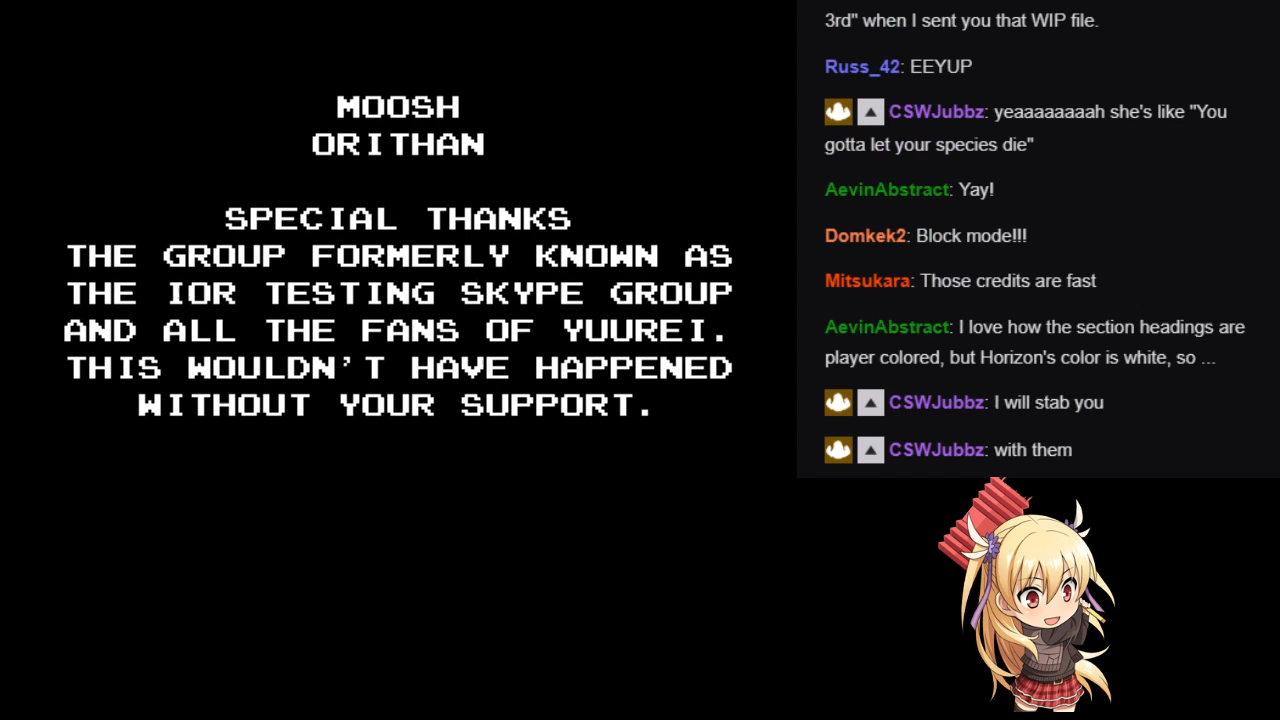 MOOSH
ORITHAN
SPECIAL THANKS
THE GROUP FORMERLY KNOWN AS
THE IOR TESTING SKYPE GROUP
AND ALL THE FANS OF YUUREI.
THIS WOULDN'T HAVE HAPPENED
WITHOUT YOUR SUPPORT.
3rd" when I sent you that WIP file.
Russ_42: EEYUP
CSWJubbz: yeaaaaaaaah she's like "You
gotta let your species die"
AevinAbstract: Yay!
Domkek2: Block mode!!!
Mitsukara: Those credits are fast
AevinAbstract: I love how the section headings are
player colored, but Horizon's color is white, so ...
CSWJubbz: I will stab you
CSWJubbz: with them